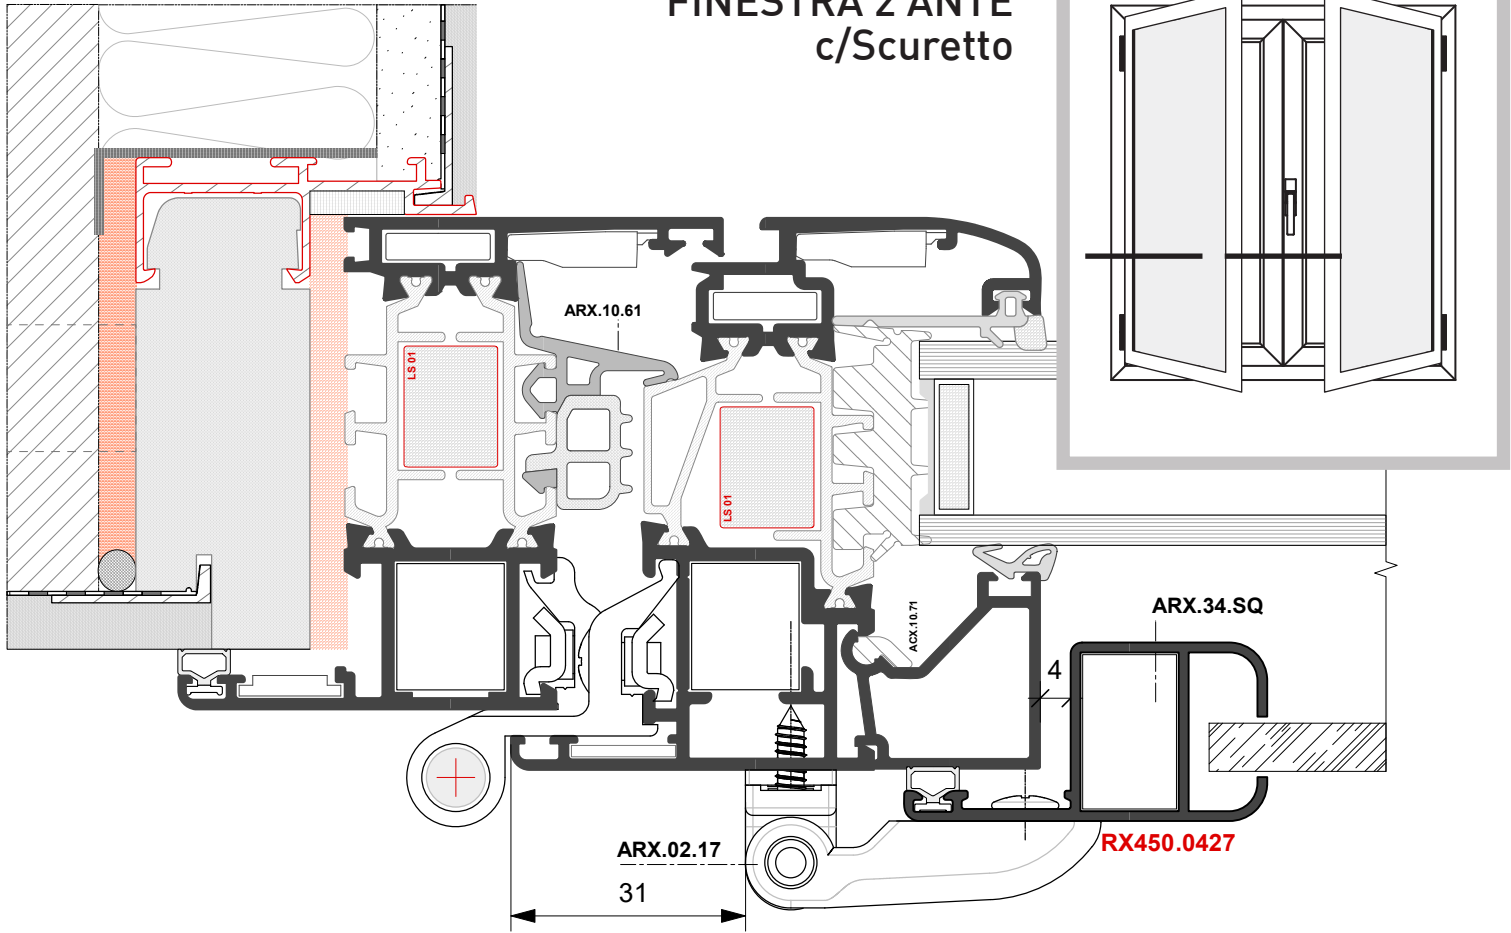 FINESTRA 2 ANTE
c/Scuretto
ARX.10.61
LS 01
LS 01
ACX.10.71
ARX.34.SQ
4
RX450.0427
ARX.02.17
31